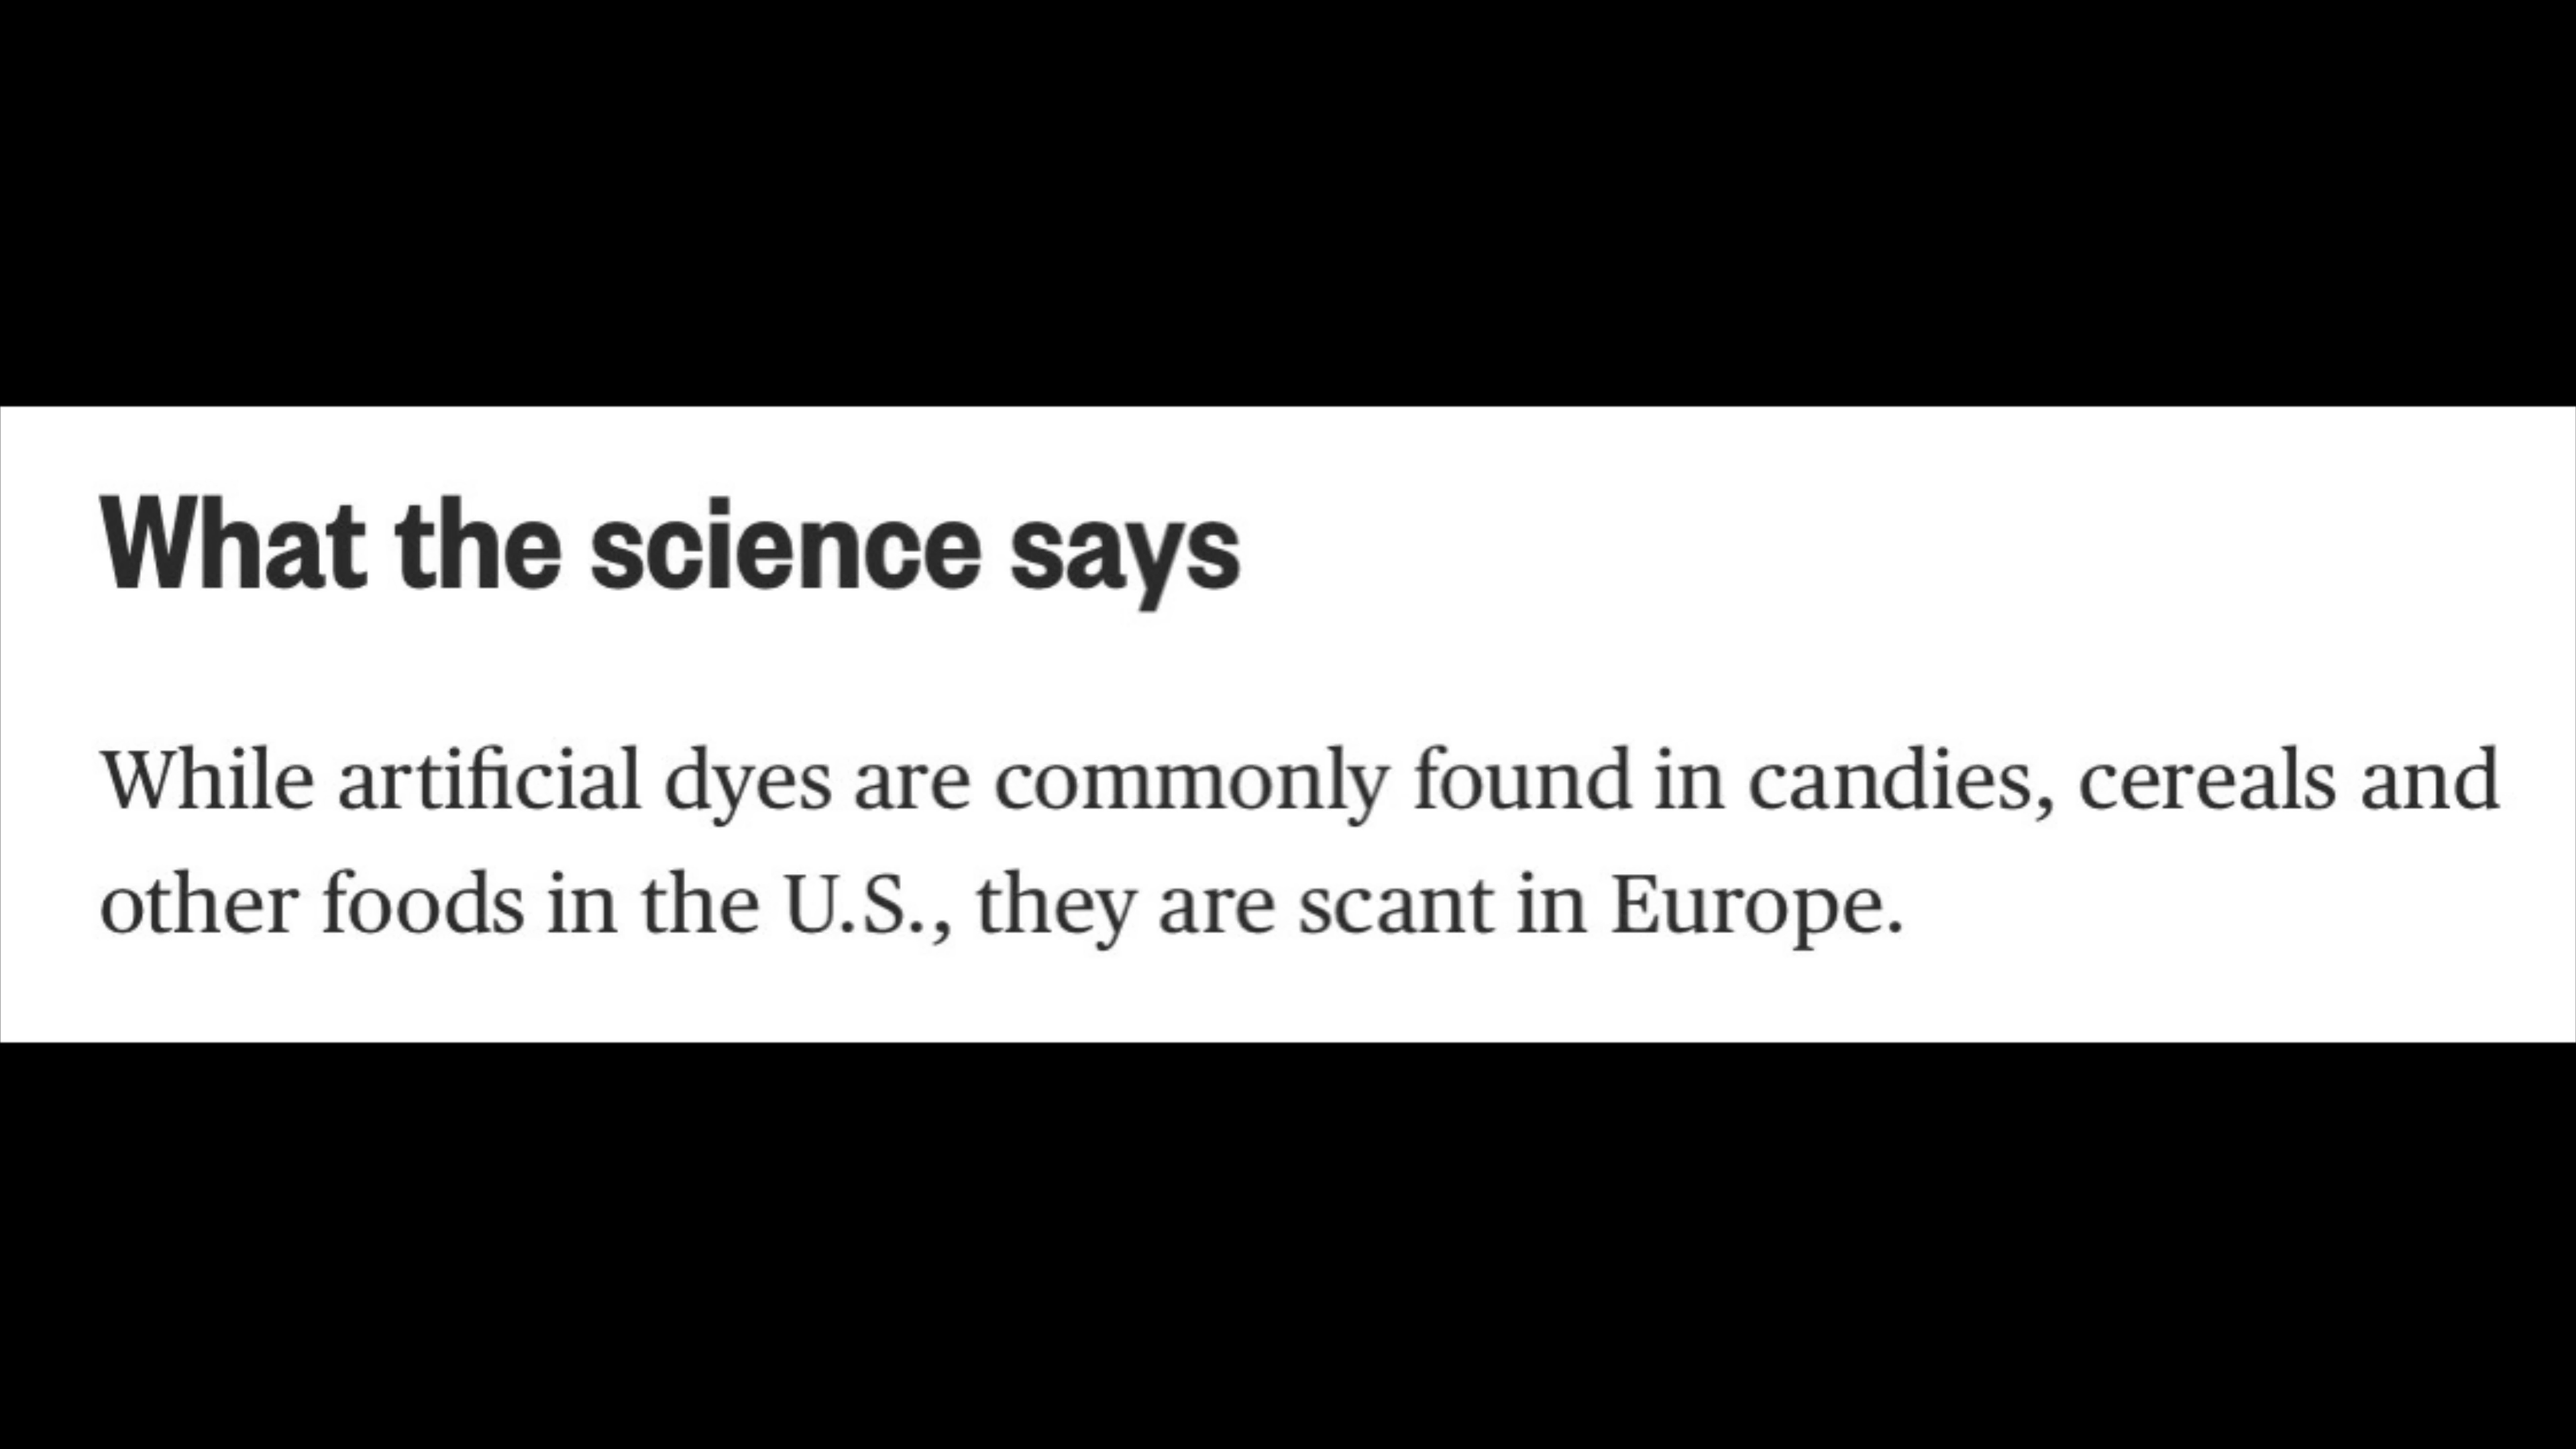 What the science says
While artificial dyes are commonly found in candies, cereals and
other foods in the U.S., they are scant in Europe.